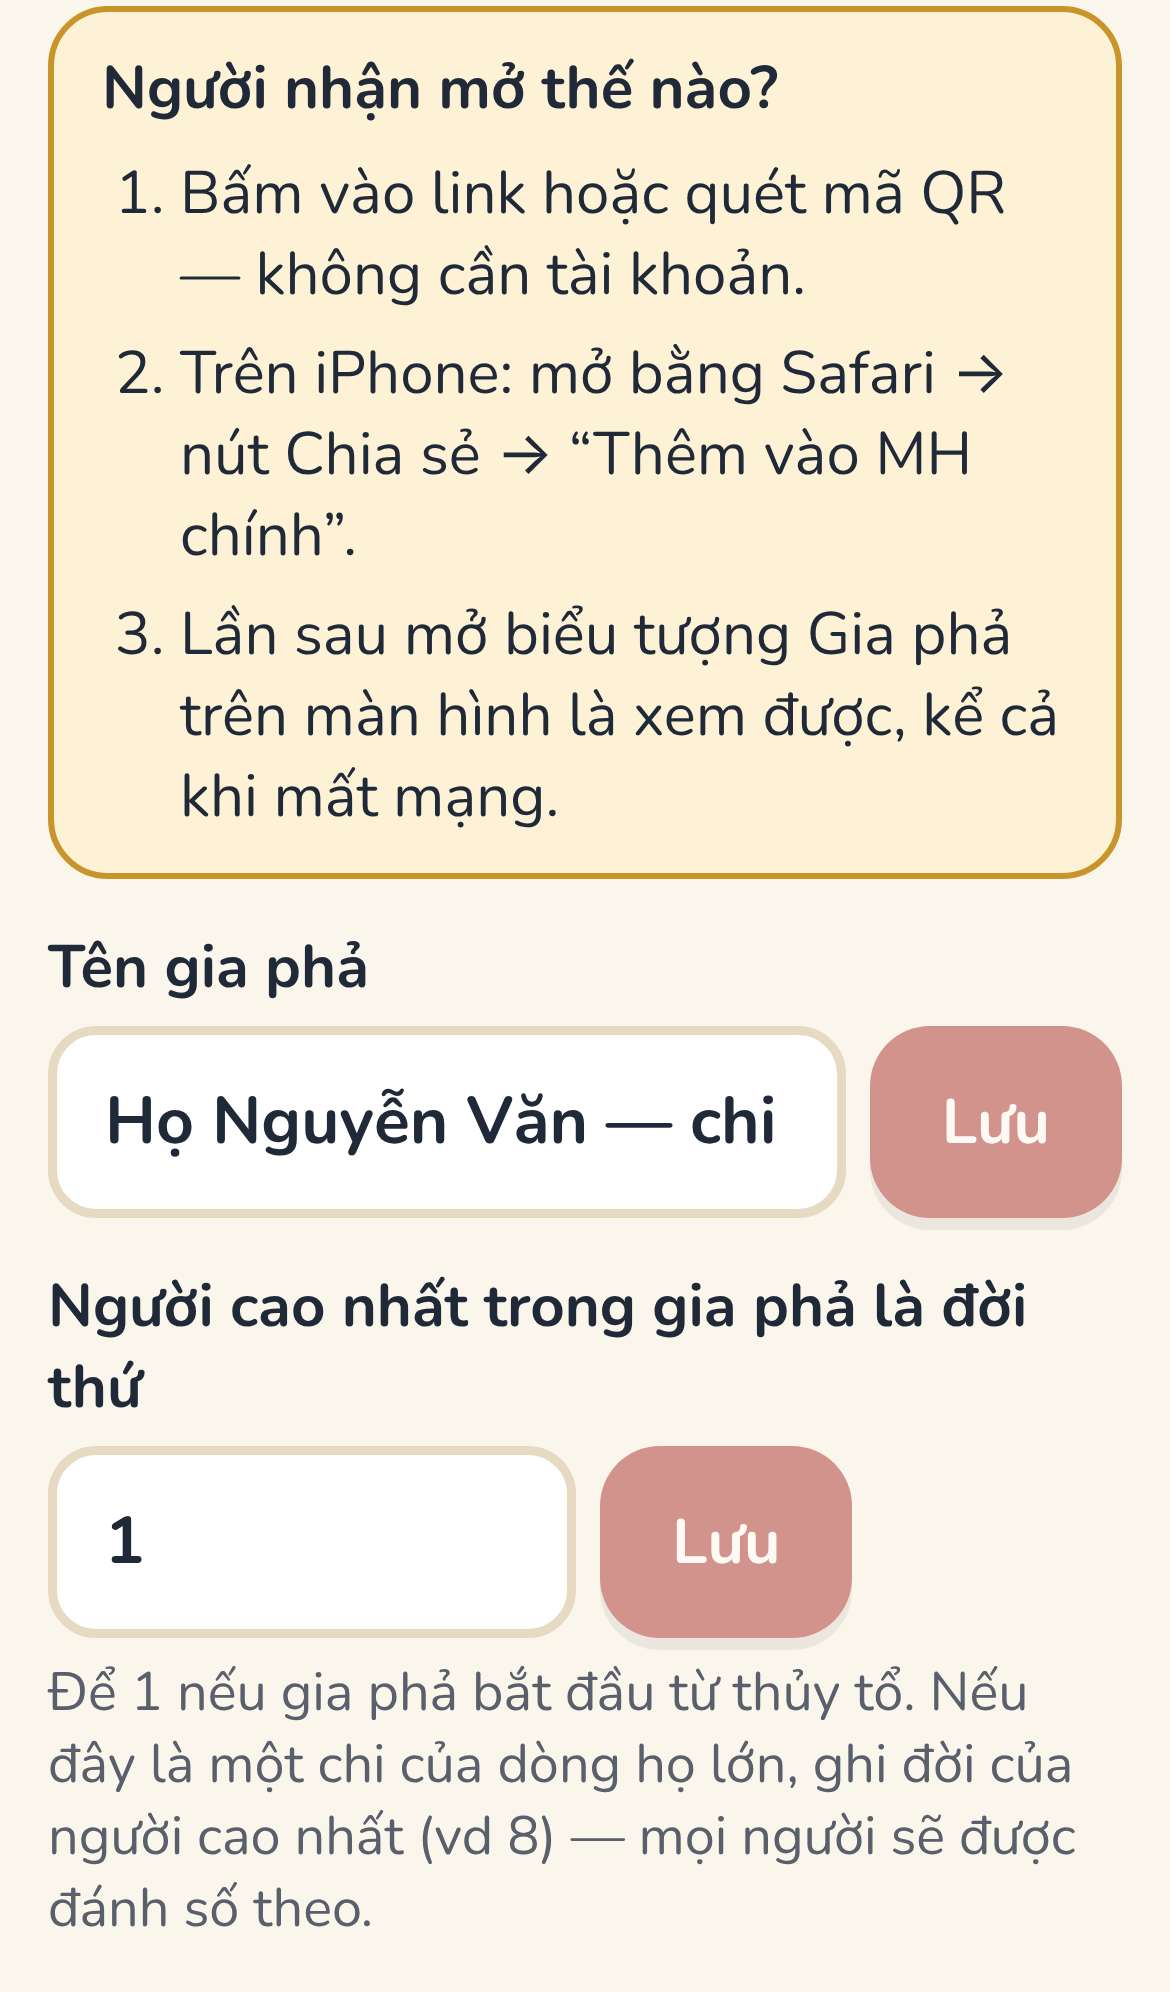 Người nhận mở thế nào?
1. Bấm vào link hoặc quét mã QR
— không cần tài khoản.
2. Trên iPhone: mở bằng Safari →
nút Chia sẻ → “Thêm vào MH
chính”.
3. Lần sau mở biểu tượng Gia phả
trên màn hình là xem được, kể cả
khi mất mạng.
Tên gia phả
Họ Nguyễn Văn — chi
Lưu
Người cao nhất trong gia phả là đời
thứ
1
Lưu
Để 1 nếu gia phả bắt đầu từ thủy tổ. Nếu
đây là một chi của dòng họ lớn, ghi đời của
người cao nhất (vd 8) — mọi người sẽ được
đánh số theo.